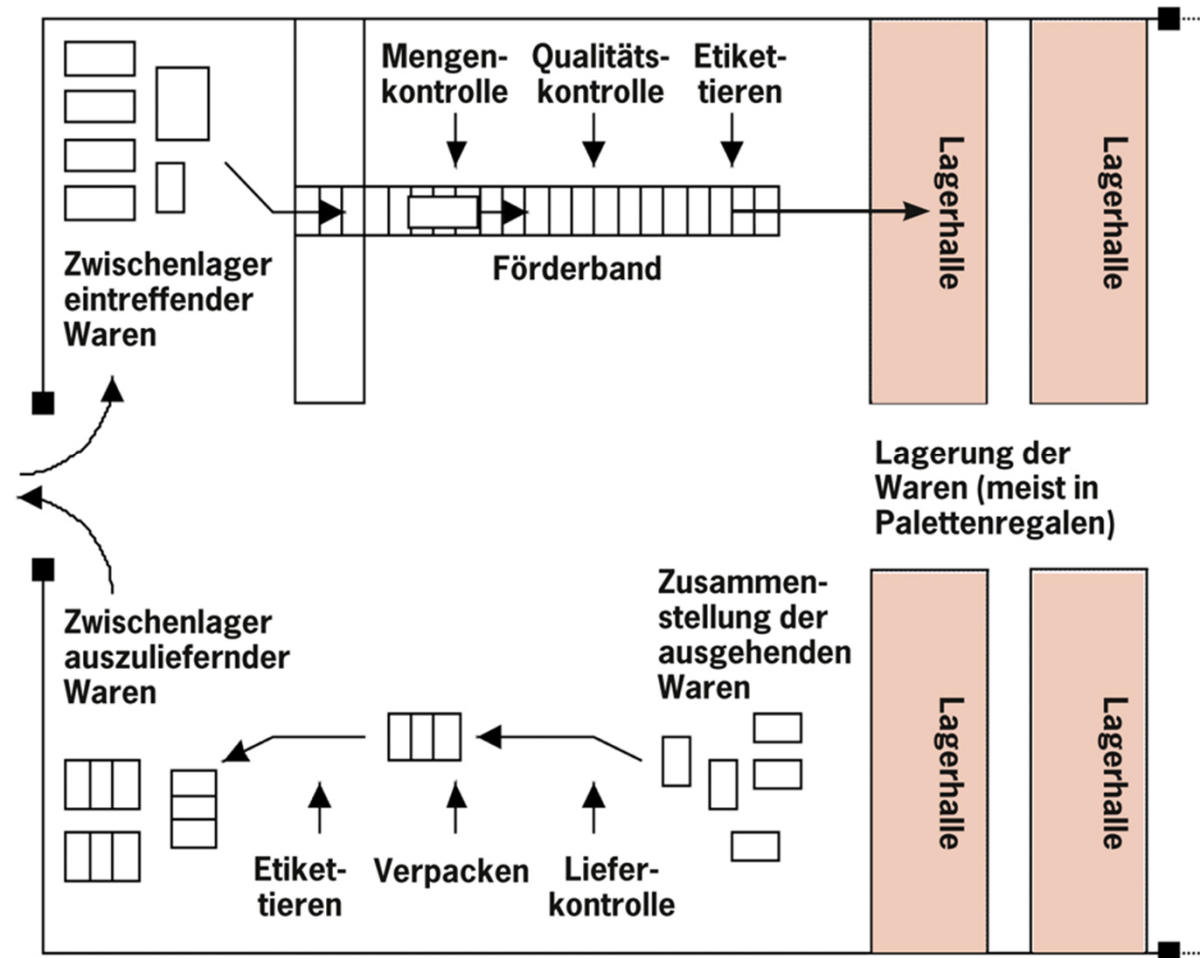 Mengen-
kontrolle
Qualitäts-
kontrolle
Etiket-
tieren
Lagerhalle
Lagerhalle
Zwischenlager
eintreffender
Waren
Förderband
Lagerung der
Waren (meist in
Palettenregalen)
Zwischenlager
auszuliefernder
Waren
Zusammen-
stellung der
ausgehenden
Waren
Lagerhalle
Lagerhalle
Etiket-
tieren
Verpacken
Liefer-
kontrolle